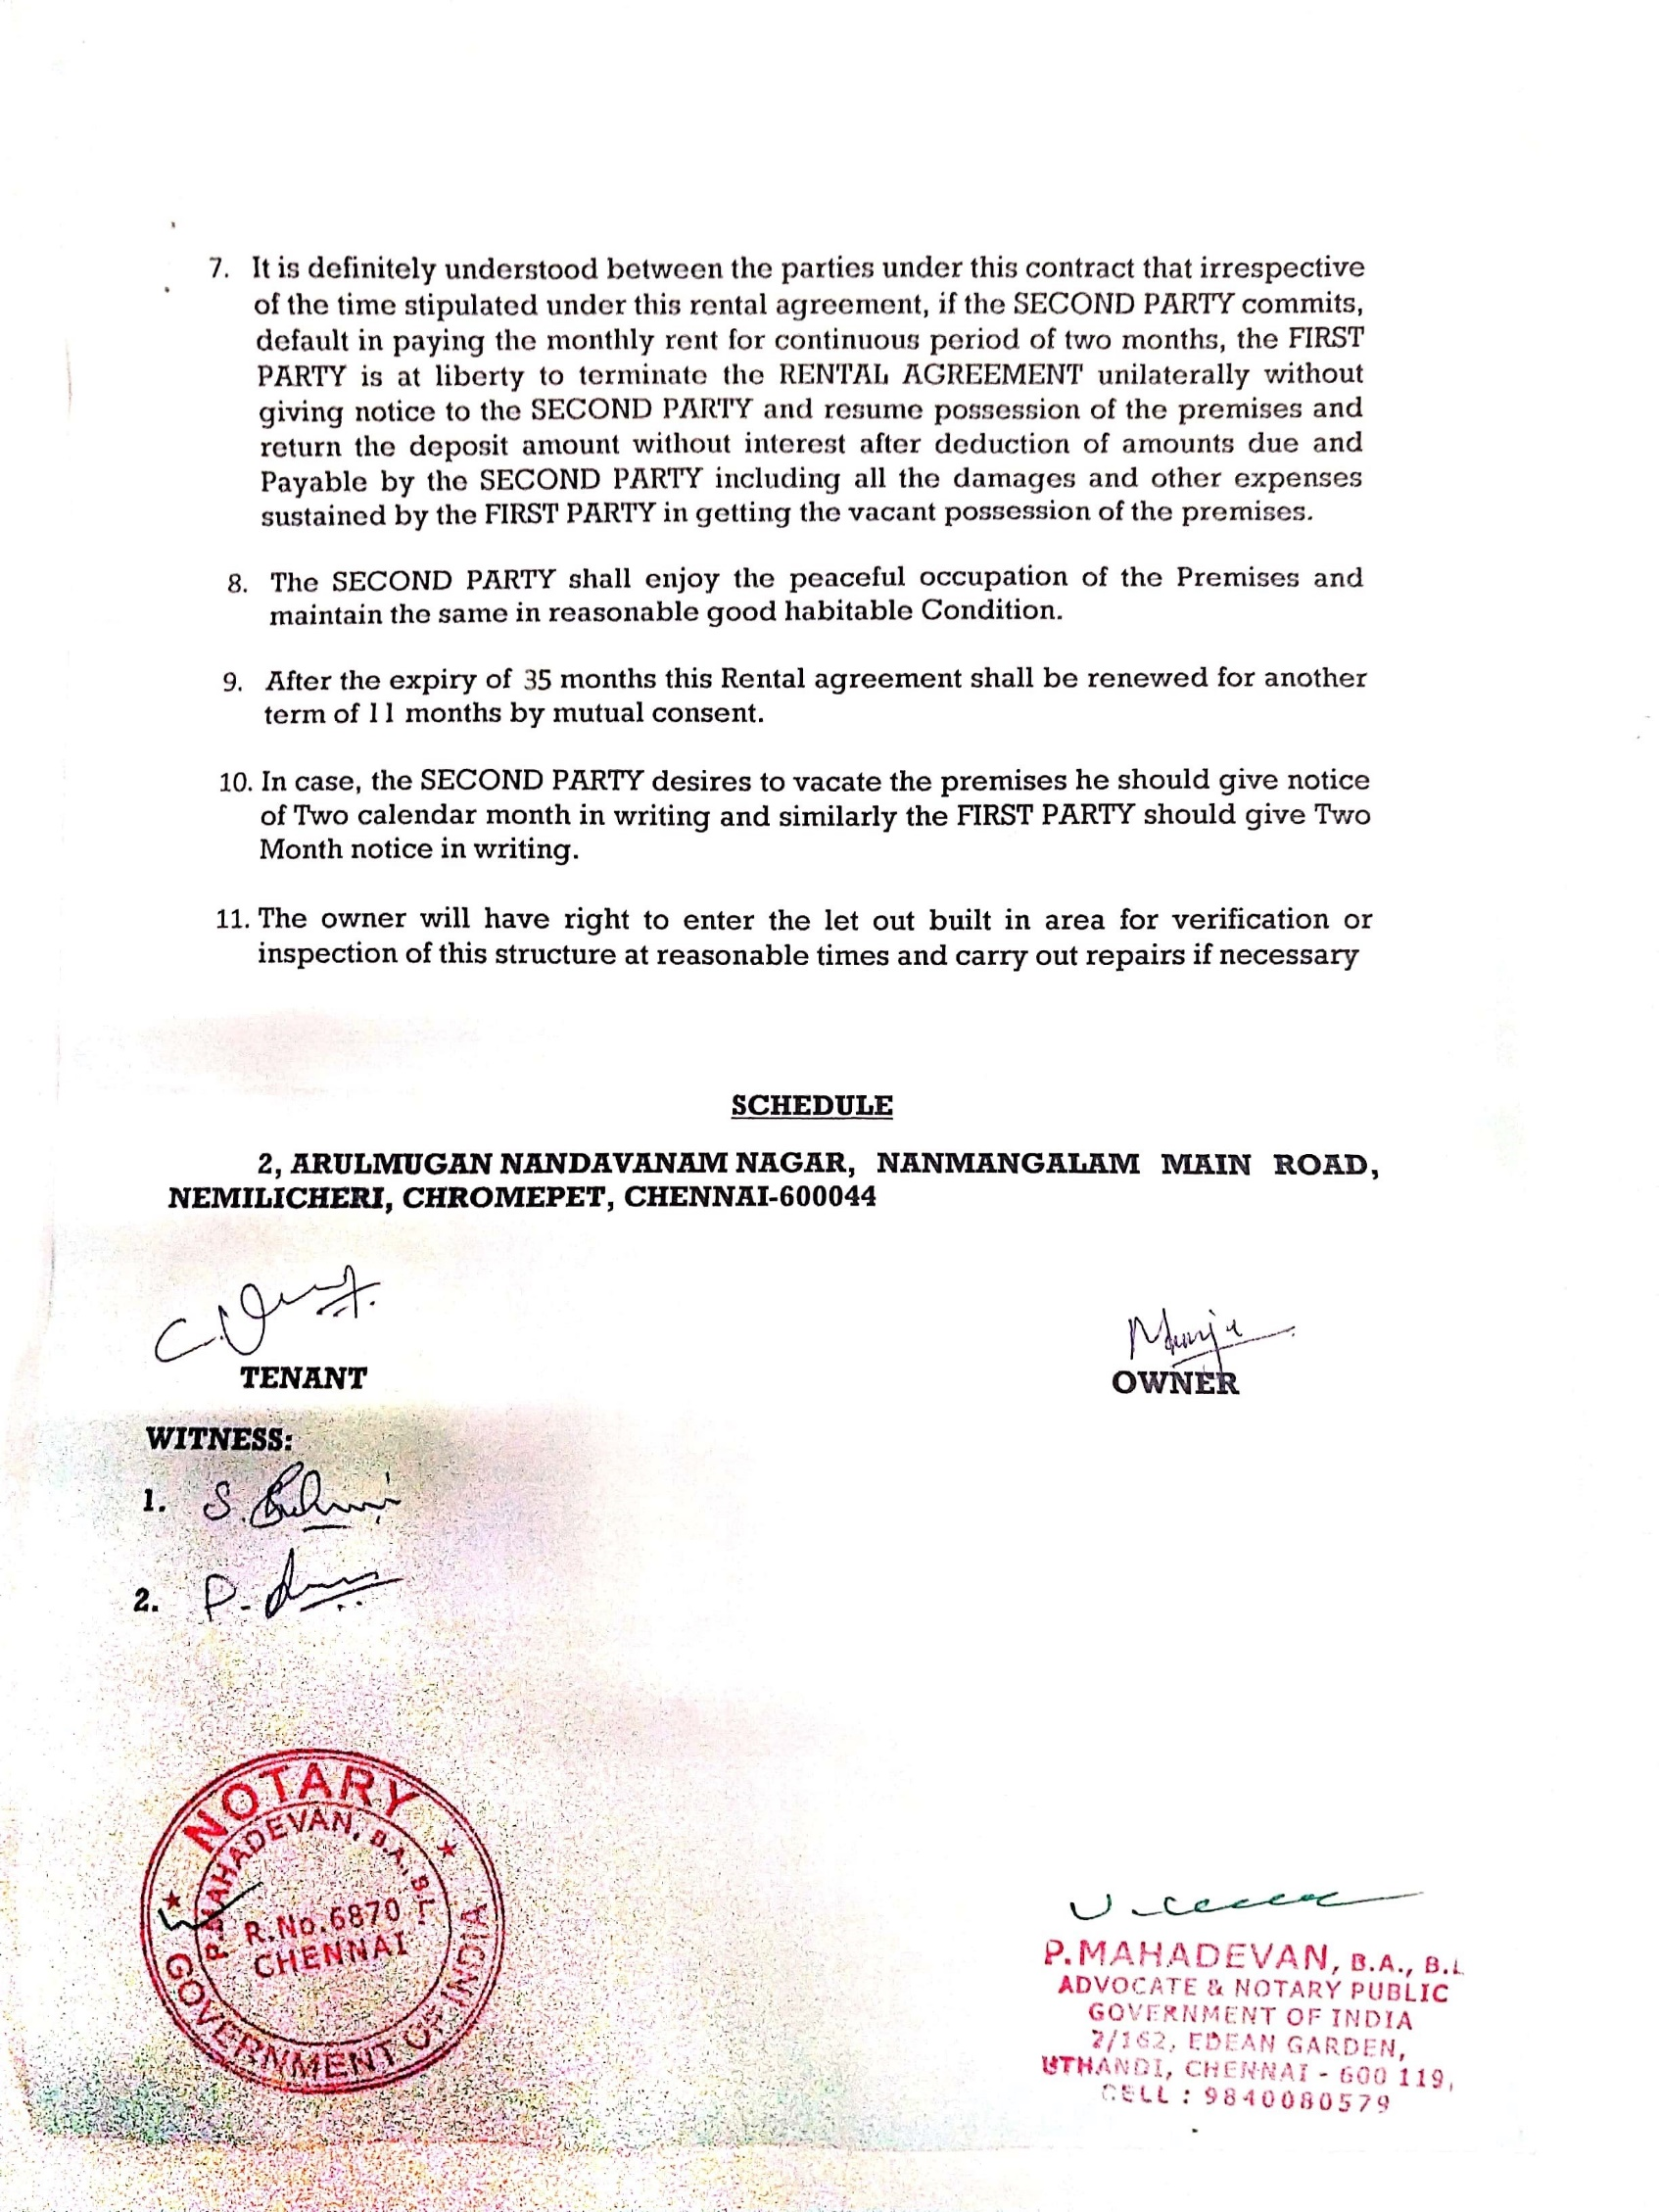 7. It is definitely understood between the parties under this contract that irrespective
of the time stipulated under this rental agreement, if the SECOND PARTY commits,
default in paying the monthly rent for continuous period of two months, the FIRST
PARTY is at liberty to terminate the RENTAL AGREEMENT unilaterally without
giving notice to the SECOND PARTY and resume possession of the premises and
return the deposit amount without interest after deduction of amounts due and
Payable by the SECOND PARTY including all the damages and other expenses
sustained by the FIRST PARTY in getting the vacant possession of the premises.
8. The SECOND PARTY shall enjoy the peaceful occupation of the Premises and
maintain the same in reasonable good habitable Condition.
9. After the expiry of 35 months this Rental agreement shall be renewed for another
term of 11 months by mutual consent.
10. In case, the SECOND PARTY desires to vacate the premises he should give notice
of Two calendar month in writing and similarly the FIRST PARTY should give Two
Month notice in writing.
11. The owner will have right to enter the let out built in area for verification or
inspection of this structure at reasonable times and carry out repairs if necessary
SCHEDULE
2, ARULMUGAN NANDAVANAM NAGAR, NANMANGALAM MAIN ROAD,
NEMILICHERI, CHROMEPET, CHENNAI-600044
TENANT
OWNER
WITNESS:
1. S.
2. P.
NOTARY
P.MAHADEVAN, B.A., B.L.
R.No.6870
CHENNAI
GOVERNMENT OF INDIA
P.MAHADEVAN, B.A., B.L
ADVOCATE & NOTARY PUBLIC
GOVERNMENT OF INDIA
2/162, EDEAN GARDEN,
UTHANDI, CHENNAI - 600 119,
CELL : 9840080579